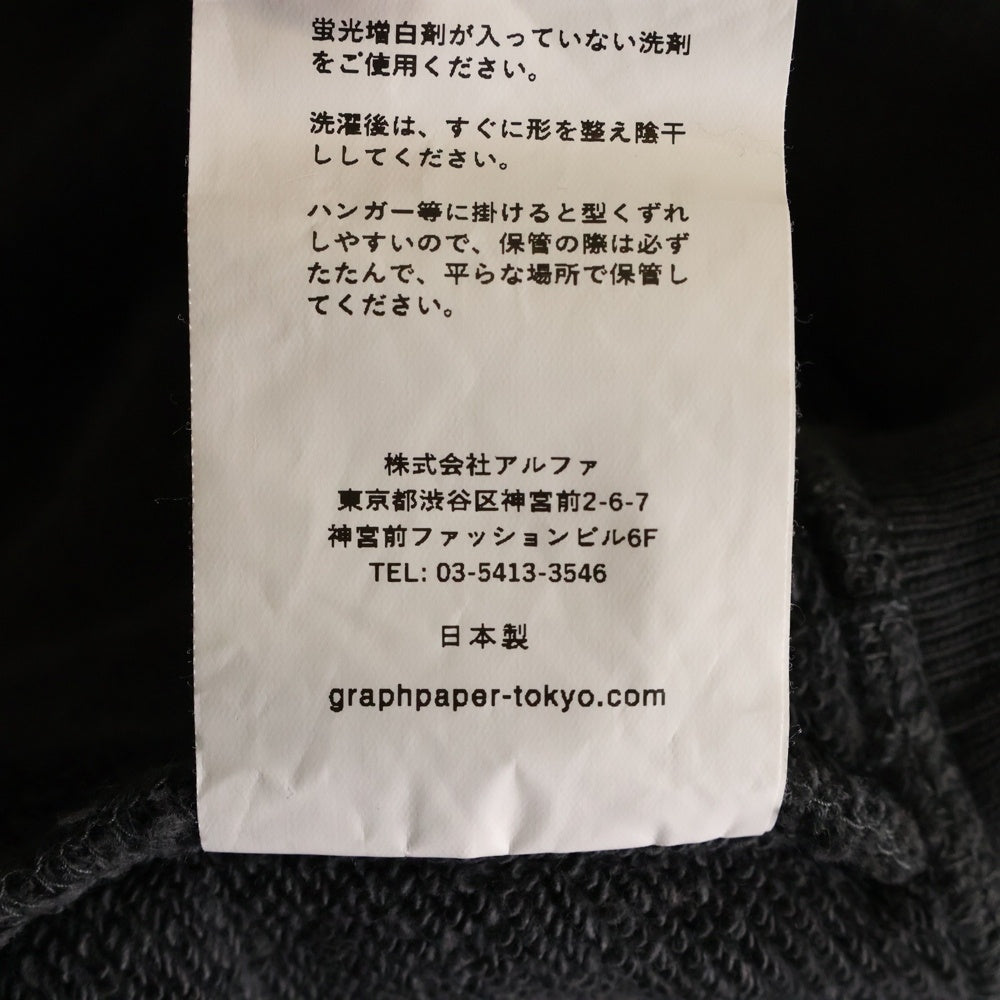 蛍光増白剤が入っていない洗剤
をご使用ください。
洗濯後は、すぐに形を整え陰干
ししてください。
ハンガー等に掛けると型くずれ
しやすいので、保管の際は必ず
たたんで、平らな場所で保管し
てください。
株式会社アルファ
東京都渋谷区神宮前2-6-7
神宮前ファッションビル6F
TEL: 03-5413-3546
日本製
graphpaper-tokyo.com